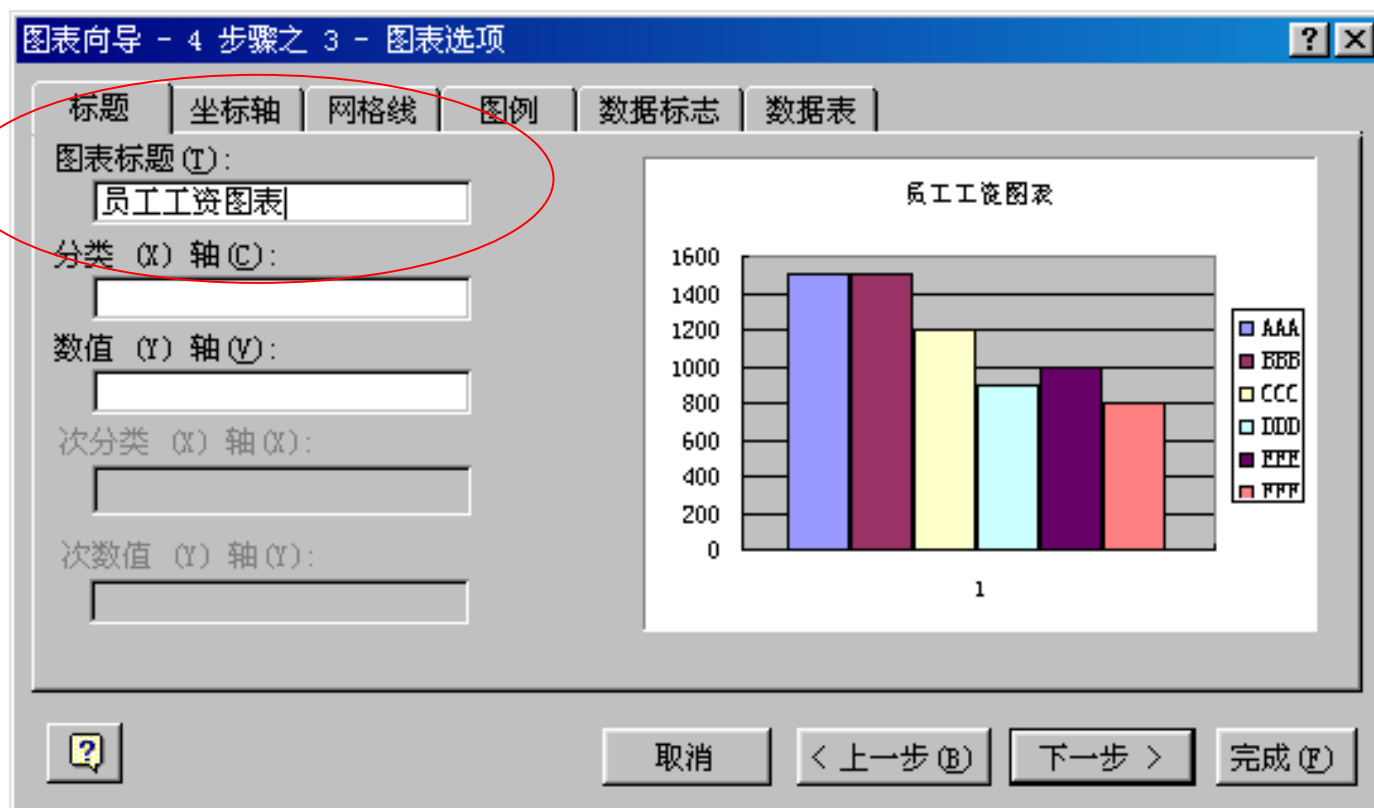 图表向导 - 4 步骤之 3 - 图表选项
标题 坐标轴 网格线 图例 数据标志 数据表
图表标题(T):
员工工资图表
分类 (X) 轴(C):
数值 (Y) 轴(V):
次分类 (X) 轴(X):
次数值 (Y) 轴(Y):
员工工资图表
1600
1400
1200
1000
800
600
400
200
0
1
AAA
BBB
CCC
DDD
取消 < 上一步(B) 下一步 > 完成(F)